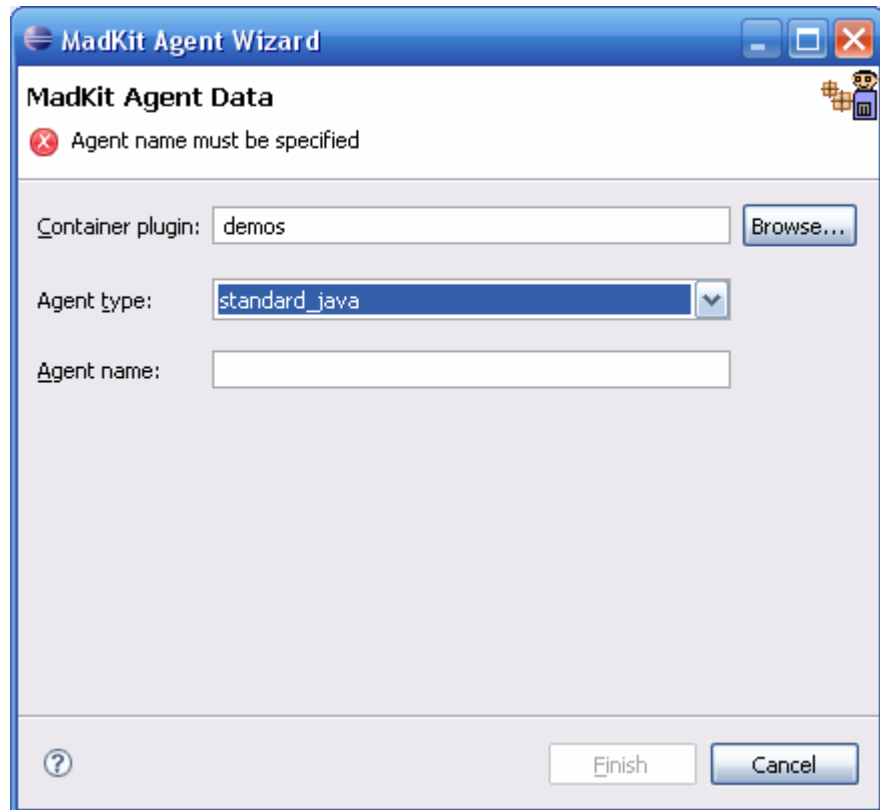 MadKit Agent Wizard
MadKit Agent Data
Agent name must be specified
Container plugin: demos Browse...
Agent type: standard_java
Agent name:
Finish Cancel